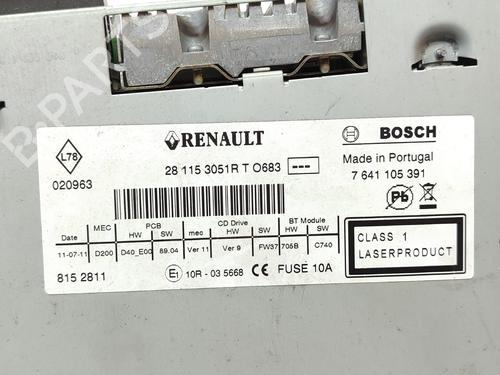 B-PARTS
L78
020963
RENAULT
28 115 3051R T O683 ---
BOSCH
Made in Portugal
7 641 105 391
Pb
Date MEC PCB HW SW mec CD Drive HW SW BT Module HW SW
11-07-11 D200 D40_E00 89.04 Ver 11 Ver 9 FW37 705B C740
815 2811
E1 10R - 03 5668 CE FUSE 10A
CLASS 1
LASERPRODUCT